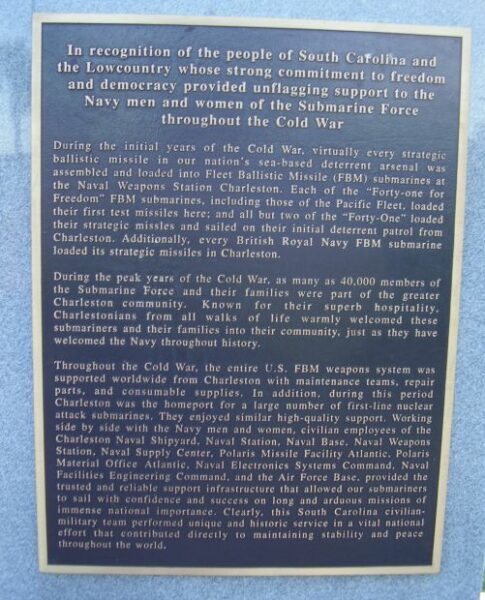 In recognition of the people of South Carolina and
the Lowcountry whose strong commitment to freedom
and democracy provided unflagging support to the
Navy men and women of the Submarine Force
throughout the Cold War
During the initial years of the Cold War, virtually every strategic
ballistic missile in our nation's sea-based deterrent arsenal was
assembled and loaded into Fleet Ballistic Missile (FBM) submarines at
the Naval Weapons Station Charleston. Each of the "Forty-one for
Freedom" FBM submarines, including those of the Pacific Fleet, loaded
their first test missiles here; and all but two of the "Forty-One" loaded
their strategic missles and sailed on their initial deterrent patrol from
Charleston. Additionally, every British Royal Navy FBM submarine
loaded its strategic missiles in Charleston.
During the peak years of the Cold War, as many as 40,000 members of
the Submarine Force and their families were part of the greater
Charleston community. Known for their superb hospitality,
Charlestonians from all walks of life warmly welcomed these
submariners and their families into their community, just as they have
welcomed the Navy throughout history.
Throughout the Cold War, the entire U.S. FBM weapons system was
supported worldwide from Charleston with maintenance teams, repair
parts, and consumable supplies. In addition, during this period
Charleston was the homeport for a large number of first-line nuclear
attack submarines. They enjoyed similar high-quality support. Working
side by side with the Navy men and women, civilian employees of the
Charleston Naval Shipyard, Naval Station, Naval Base, Naval Weapons
Station, Naval Supply Center, Polaris Missile Facility Atlantic, Polaris
Material Office Atlantic, Naval Electronics Systems Command, Naval
Facilities Engineering Command, and the Air Force Base, provided the
trusted and reliable support infrastructure that allowed our submariners
to sail with confidence and success on long and arduous missions of
immense national importance. Clearly, this South Carolina civilian-
military team performed unique and historic service in a vital national
effort that contributed directly to maintaining stability and peace
throughout the world.